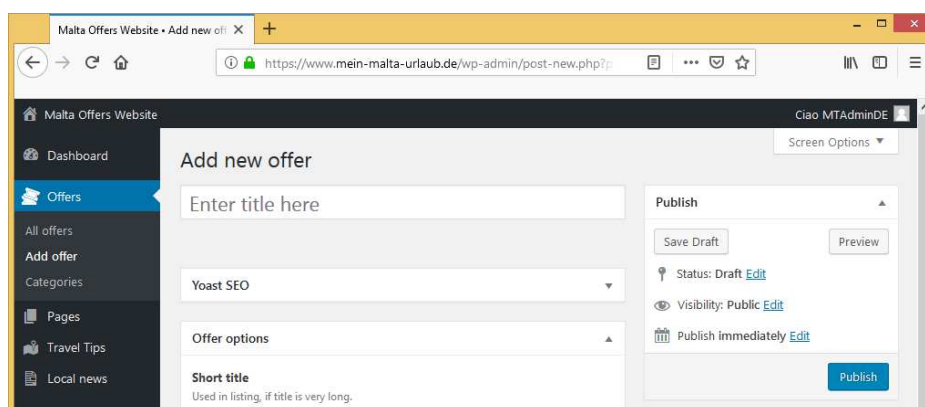 Malta Offers Website • Add new off
https://www.mein-malta-urlaub.de/wp-admin/post-new.php?p
Malta Offers Website
Ciao MTAdminDE
Screen Options
Dashboard
Offers
All offers
Add offer
Categories
Pages
Travel Tips
Local news
Add new offer
Enter title here
Yoast SEO
Offer options
Short title
Used in listing, if title is very long.
Publish
Save Draft
Preview
Status: Draft Edit
Visibility: Public Edit
Publish immediately Edit
Publish